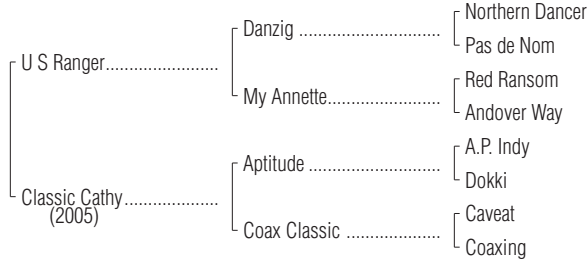 Northern Dancer
Danzig ..............................
Pas de Nom
U S Ranger........................
Red Ransom
My Annette........................
Andover Way
A.P. Indy
Aptitude ............................
Dokki
Classic Cathy....................
(2005)
Caveat
Coax Classic ....................
Coaxing